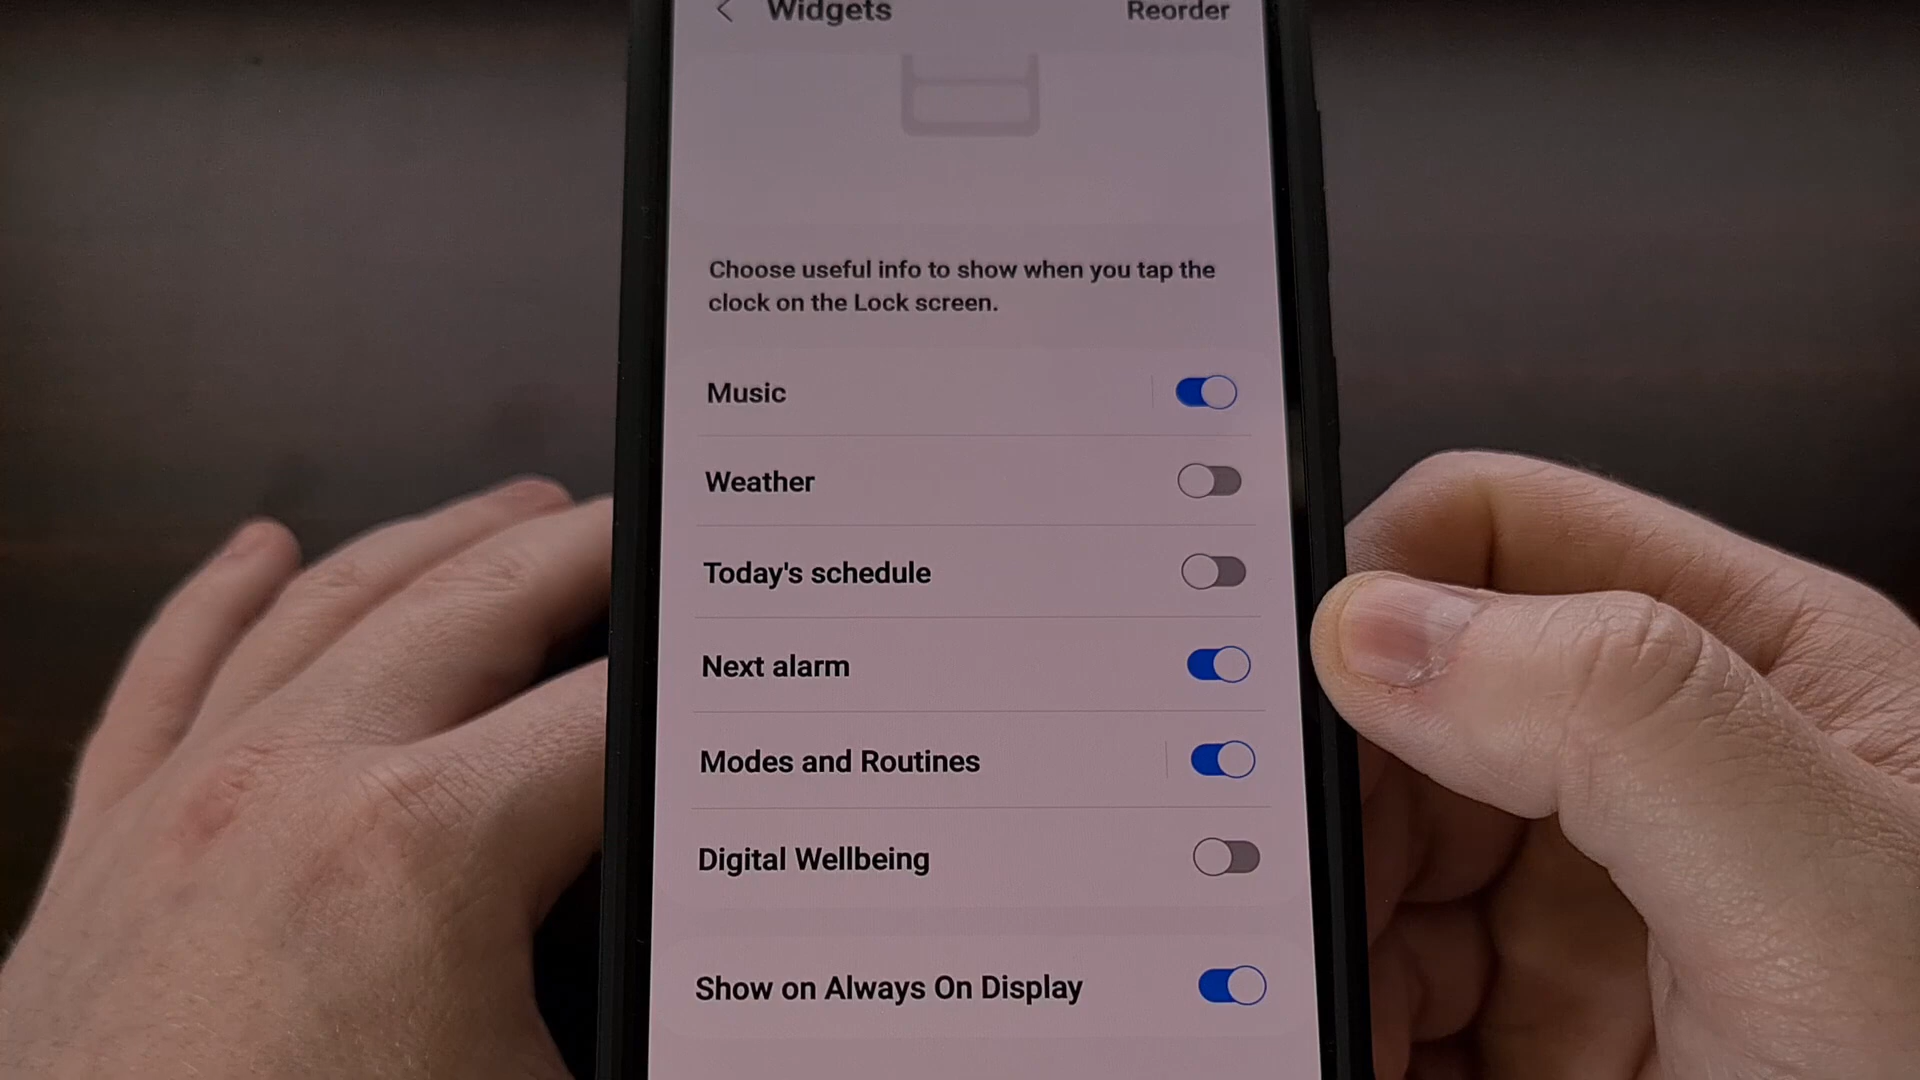 Widgets
Reorder
Choose useful info to show when you tap the
clock on the Lock screen.
Music
Weather
Today's schedule
Next alarm
Modes and Routines
Digital Wellbeing
Show on Always On Display